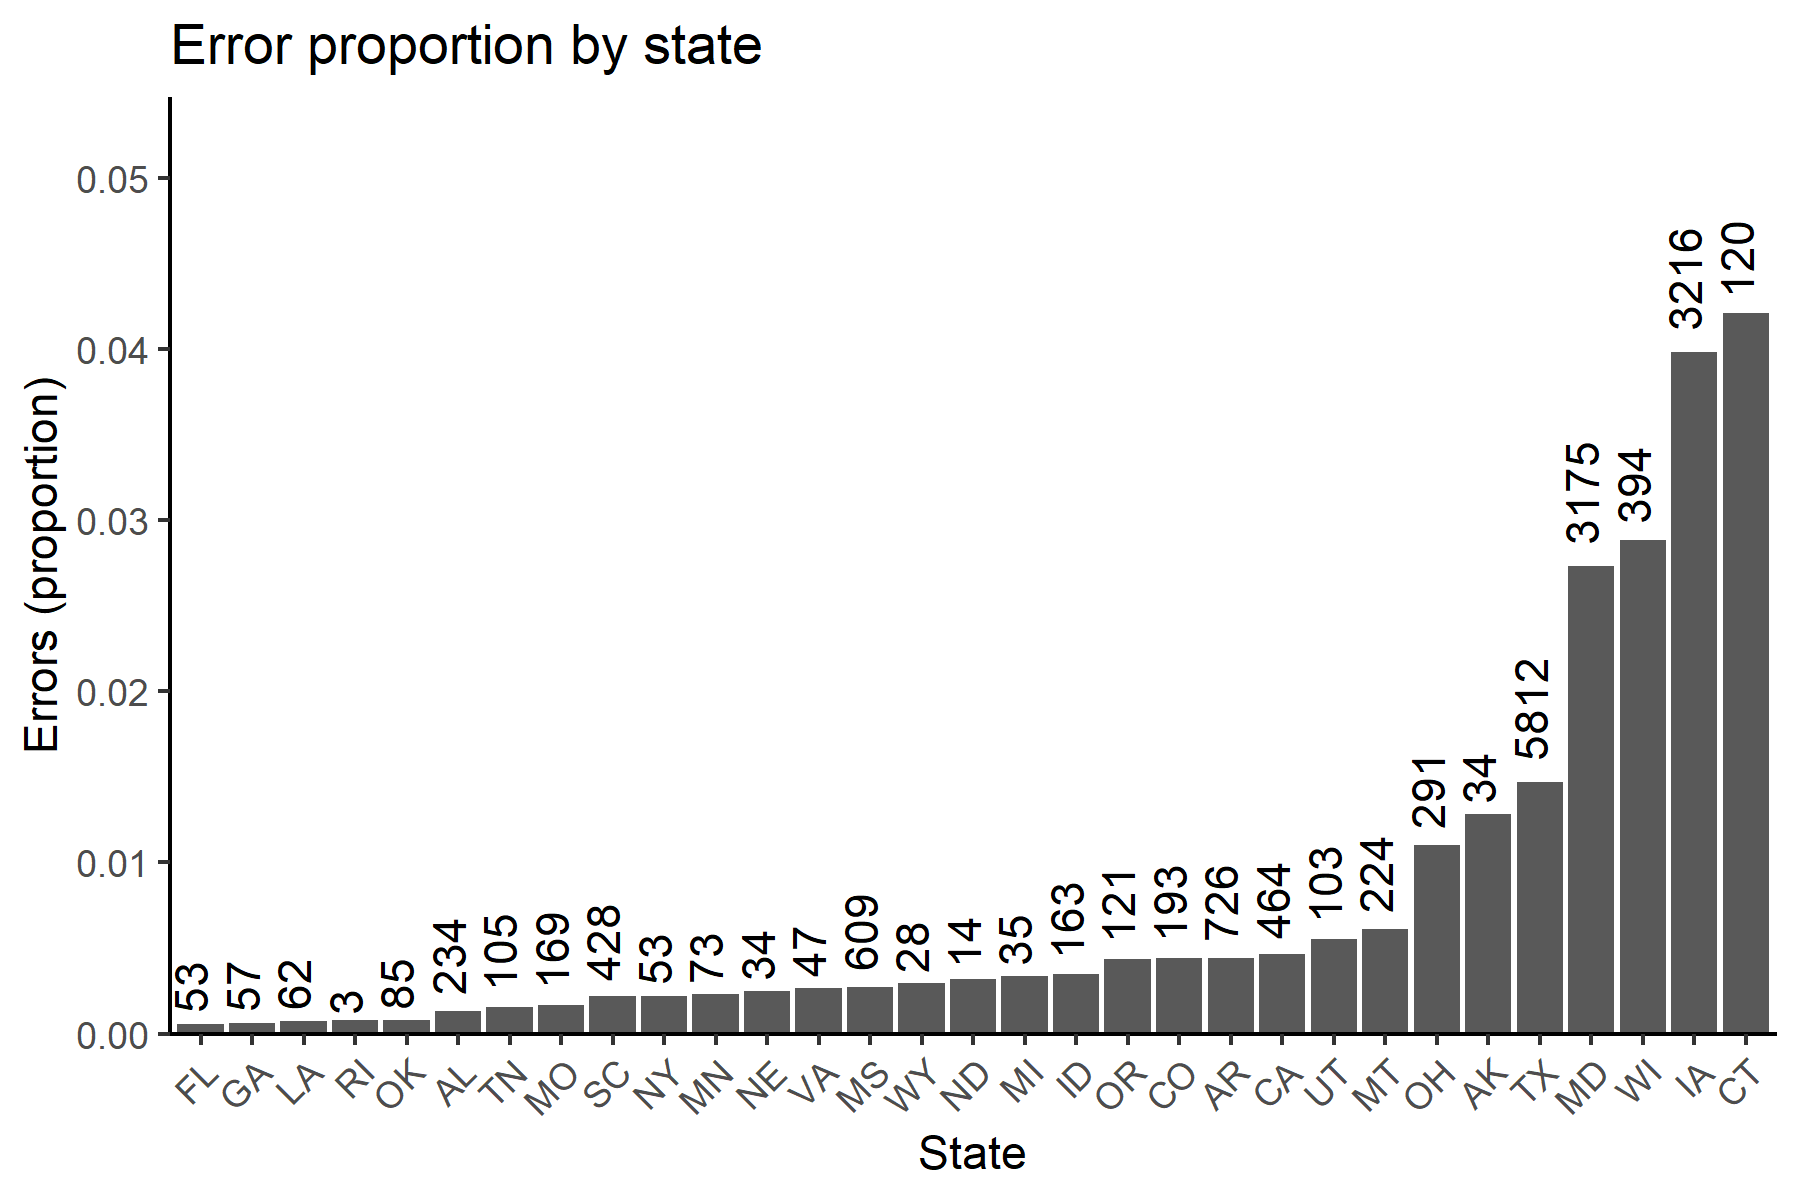 Error proportion by state
Errors (proportion)
0.05
0.04
0.03
0.02
0.01
0.00
53 57 62 3 85 234 105 169 428 53 73 34 47 609 28 14 35 163 121 193 726 464 103 224 291 34 5812 3175 394 3216 120
FL GA LA RI OK AL TN MO SC NY MN NE VA MS WY ND MI ID OR CO AR CA UT MT OH AK TX MD WI IA CT
State